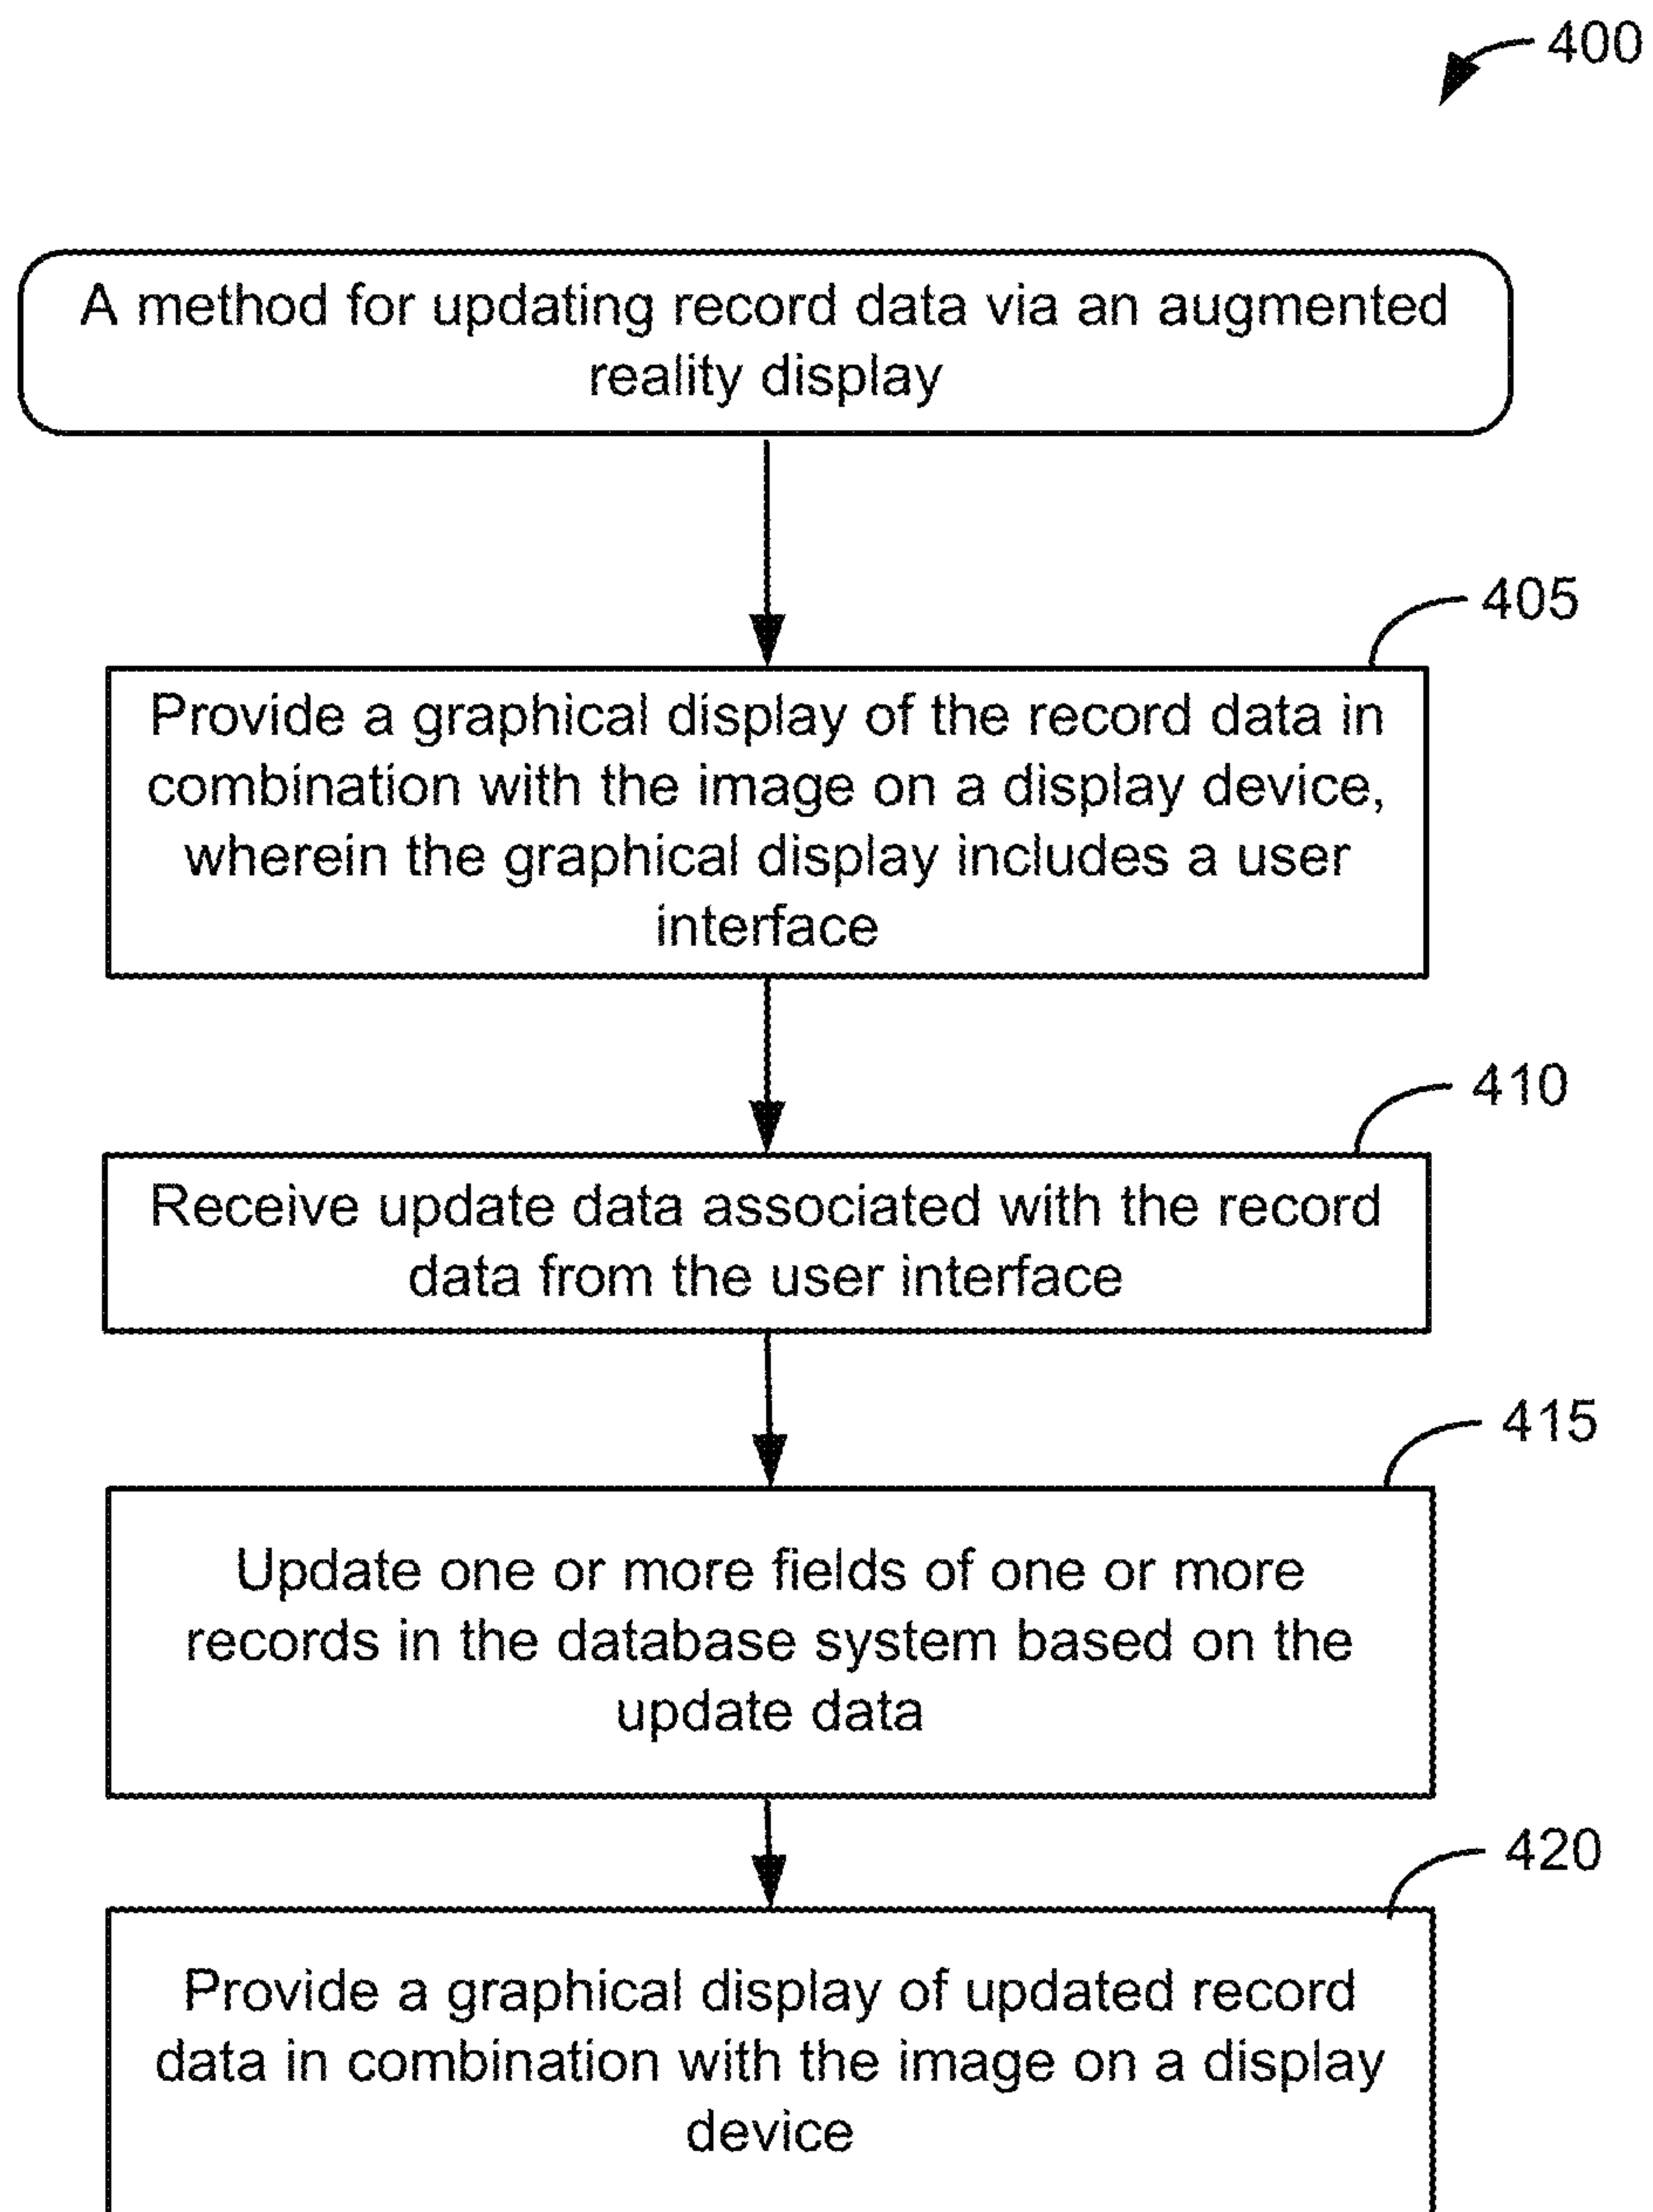 400
A method for updating record data via an augmented
reality display
405
Provide a graphical display of the record data in
combination with the image on a display device,
wherein the graphical display includes a user
interface
410
Receive update data associated with the record
data from the user interface
415
Update one or more fields of one or more
records in the database system based on the
update data
420
Provide a graphical display of updated record
data in combination with the image on a display
device